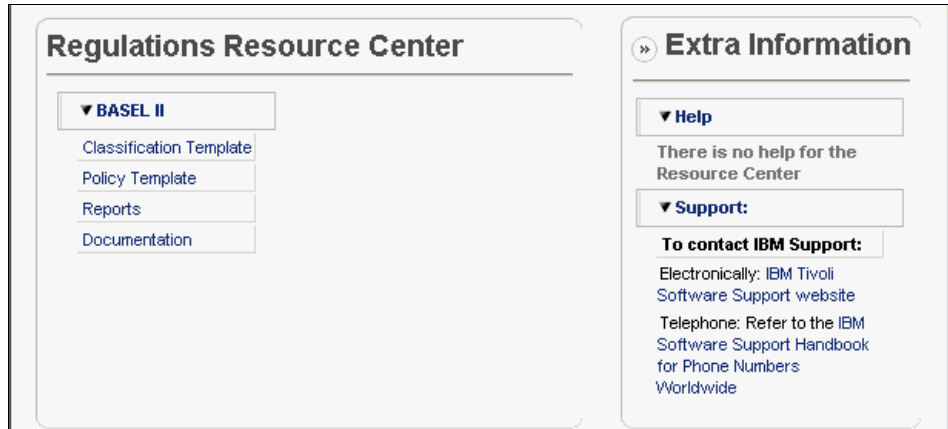 Regulations Resource Center
BASEL II
Classification Template
Policy Template
Reports
Documentation
» Extra Information
Help
There is no help for the
Resource Center
Support:
To contact IBM Support:
Electronically: IBM Tivoli
Software Support website
Telephone: Refer to the IBM
Software Support Handbook
for Phone Numbers
Worldwide